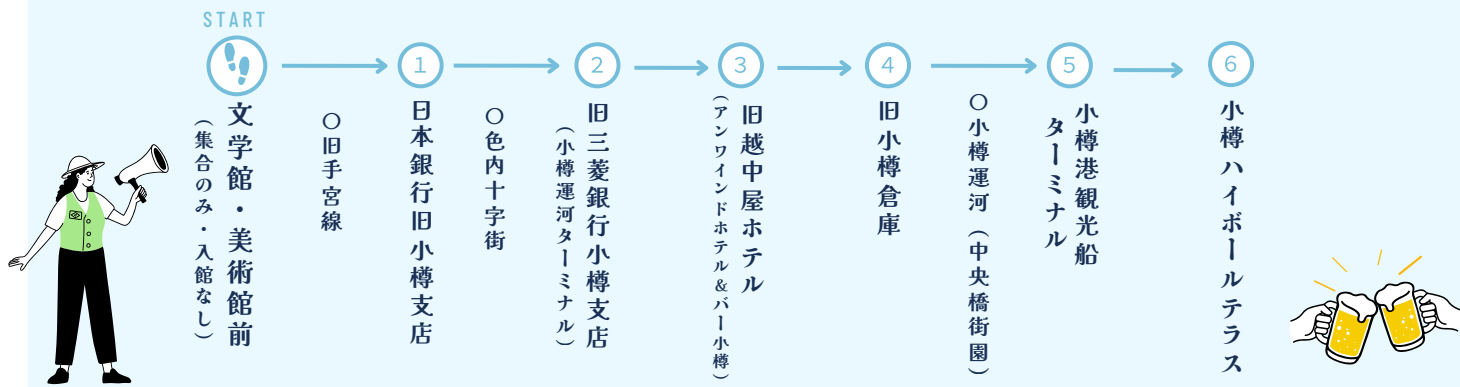 START
文学館・美術館前
（集合のみ・入館なし）
〇旧手宮線
1
日本銀行旧小樽支店
〇色内十字街
2
旧三菱銀行小樽支店
（小樽運河ターミナル）
3
旧越中屋ホテル
（アンワインドホテル＆バー小樽）
4
旧小樽倉庫
〇小樽運河（中央橋街園）
5
小樽港観光船
ターミナル
6
小樽ハイボールテラス